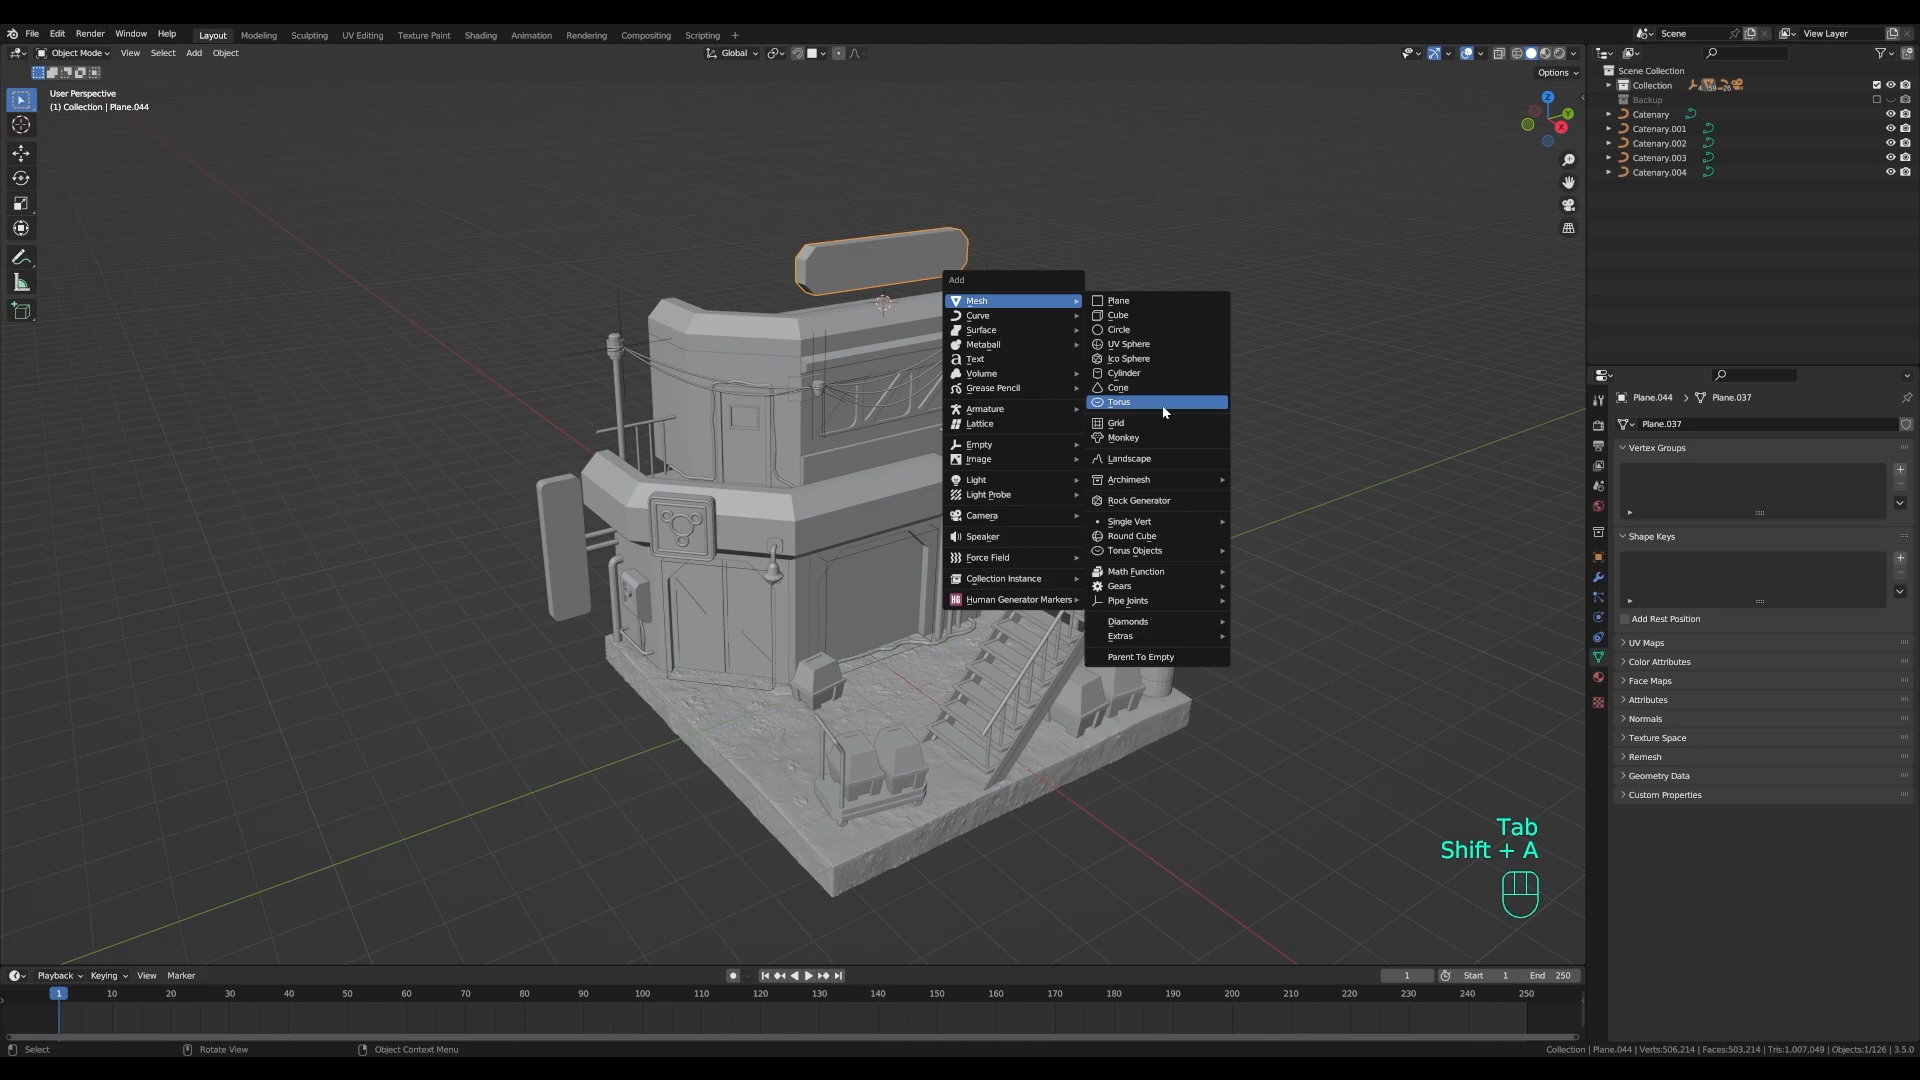 File Edit Render Window Help Layout Modeling Sculpting UV Editing Texture Paint Shading Animation Rendering Compositing Scripting + Scene View Layer
Object Mode View Select Add Object Global
Options
User Perspective
(1) Collection | Plane.044
Scene Collection
Collection
Backup
Catenary
Catenary.001
Catenary.002
Catenary.003
Catenary.004
Z
Y
X
Add
Mesh
Curve
Surface
Metaball
Text
Volume
Grease Pencil
Armature
Lattice
Empty
Image
Light
Light Probe
Camera
Speaker
Force Field
Collection Instance
HG Human Generator Markers
Plane
Cube
Circle
UV Sphere
Ico Sphere
Cylinder
Cone
Torus
Grid
Monkey
Landscape
Archimesh
Rock Generator
Single Vert
Round Cube
Torus Objects
Math Function
Gears
Pipe Joints
Diamonds
Extras
Parent To Empty
Plane.044 Plane.037
Plane.037
Vertex Groups
Shape Keys
Add Rest Position
UV Maps
Color Attributes
Face Maps
Attributes
Normals
Texture Space
Remesh
Geometry Data
Custom Properties
Tab
Shift + A
Playback Keying View Marker 1 Start 1 End 250
1 10 20 30 40 50 60 70 80 90 100 110 120 130 140 150 160 170 180 190 200 210 220 230 240 250
Select Rotate View Object Context Menu Collection | Plane.044 | Verts:506,214 | Faces:503,214 | Tris:1,007,049 | Objects:1/126 | 3.5.0